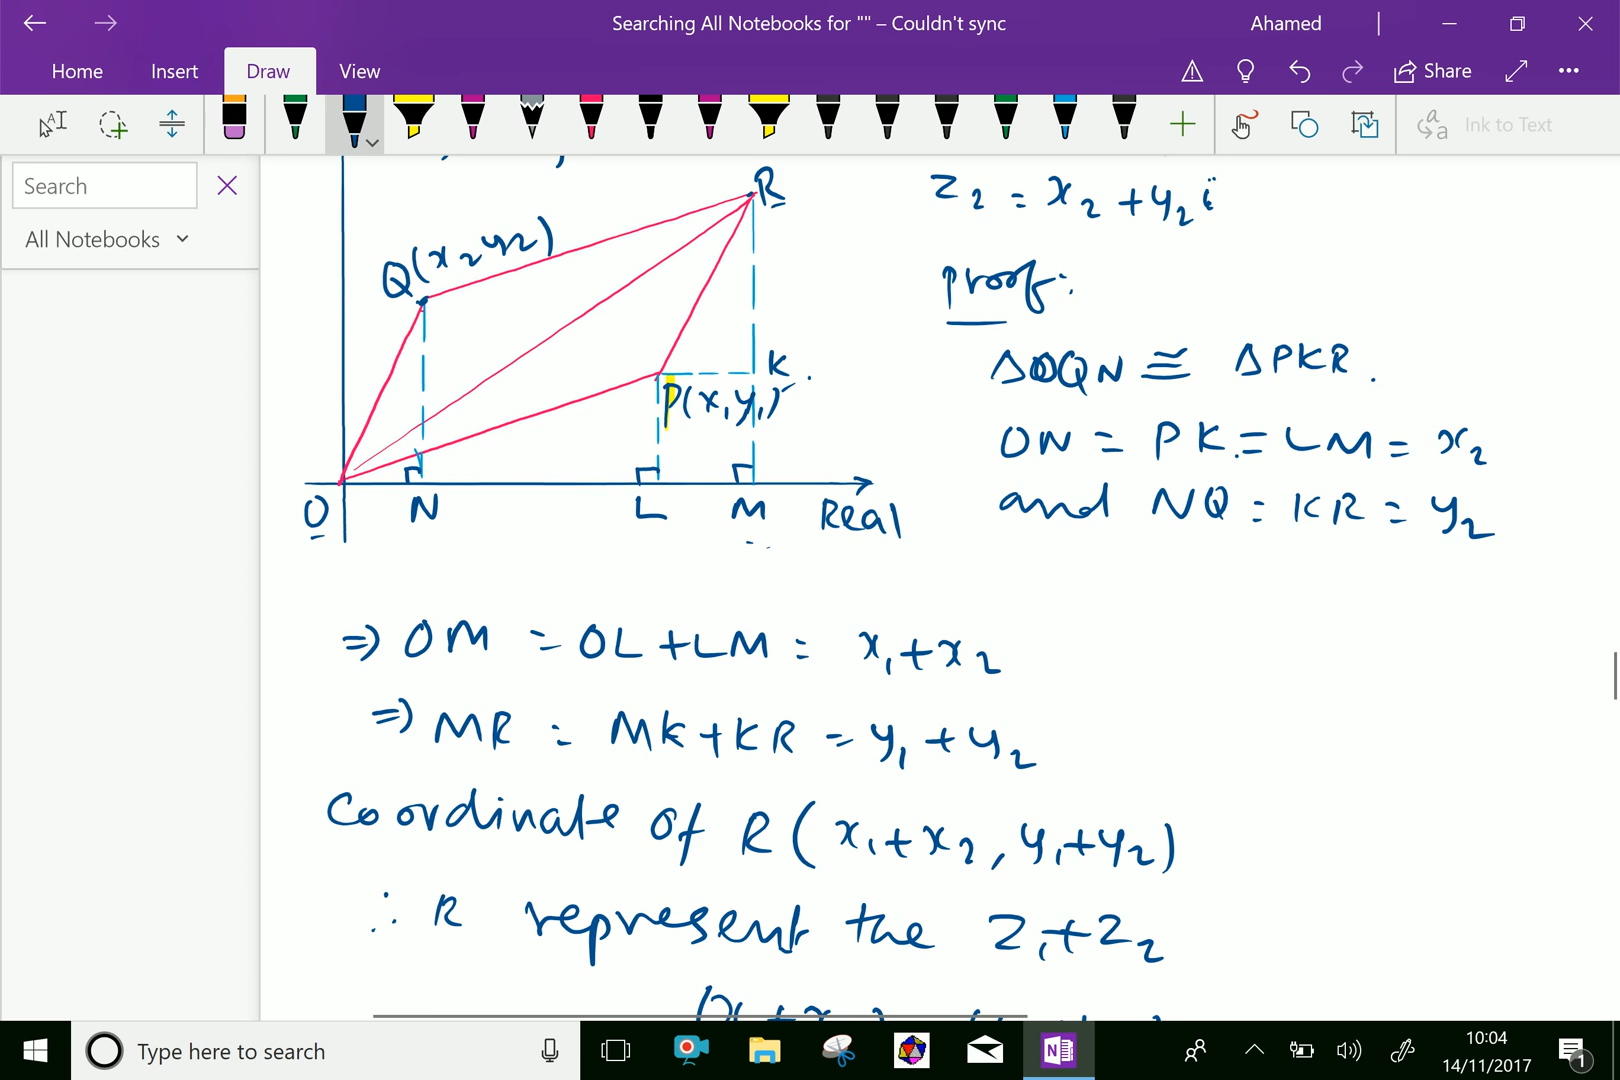 Searching All Notebooks for "" – Couldn't sync
Ahamed
Home Insert Draw View
Share
Ink to Text
Search
All Notebooks
R
Q(x2 y2)
K
P(x1 y1)
O N L M Real
z2 = x2 + y2 i
Proof:
ΔOQN ≅ ΔPKR.
ON = PK = LM = x2
and NQ = KR = y2
=> OM = OL + LM = x1 + x2
=> MR = MK + KR = y1 + y2
Coordinate of R (x1 + x2, y1 + y2)
∴ R represent the z1 + z2
Type here to search
10:04
14/11/2017
1